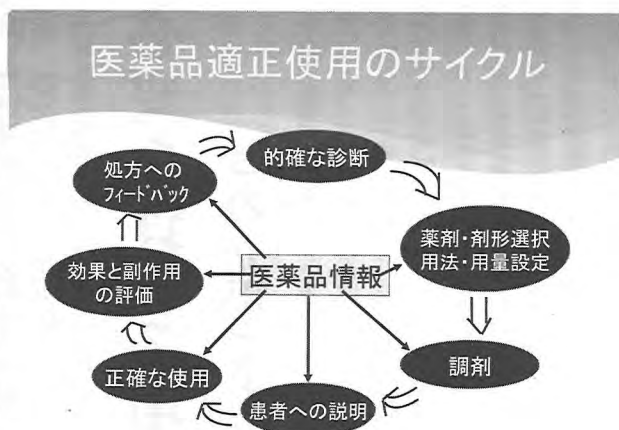 医薬品適正使用のサイクル
的確な診断
処方への
フィードバック
薬剤・剤形選択
用法・用量設定
医薬品情報
効果と副作用
の評価
調剤
正確な使用
患者への説明